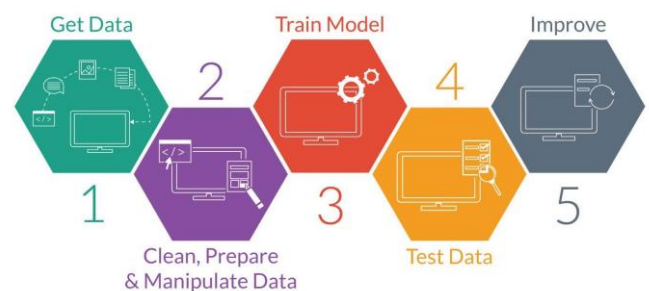 Get Data
1
</>
2
</>
Clean, Prepare
& Manipulate Data
Train Model
3
4
Test Data
Improve
5